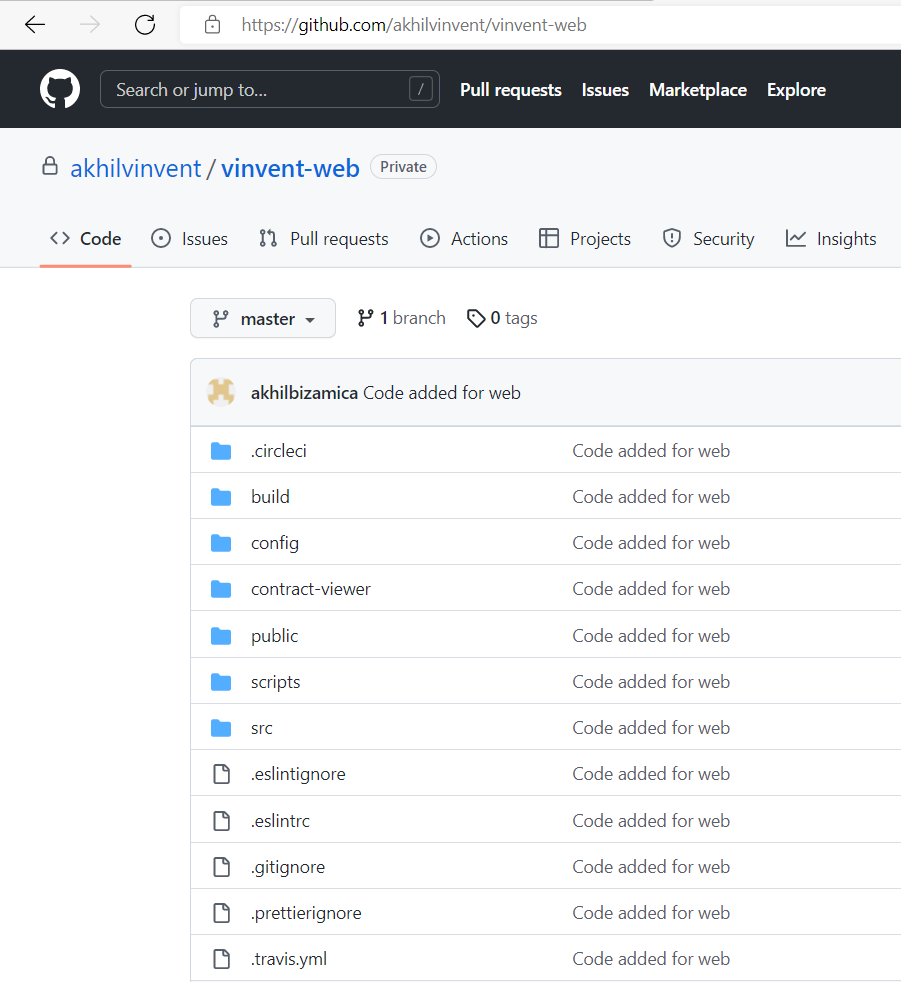 https://github.com/akhilvinvent/vinvent-web
Search or jump to... / Pull requests Issues Marketplace Explore
akhilvinvent / vinvent-web Private
<> Code Issues Pull requests Actions Projects Security Insights
master 1 branch 0 tags
akhilbizamica Code added for web
.circleci Code added for web
build Code added for web
config Code added for web
contract-viewer Code added for web
public Code added for web
scripts Code added for web
src Code added for web
.eslintignore Code added for web
.eslintrc Code added for web
.gitignore Code added for web
.prettierignore Code added for web
.travis.yml Code added for web